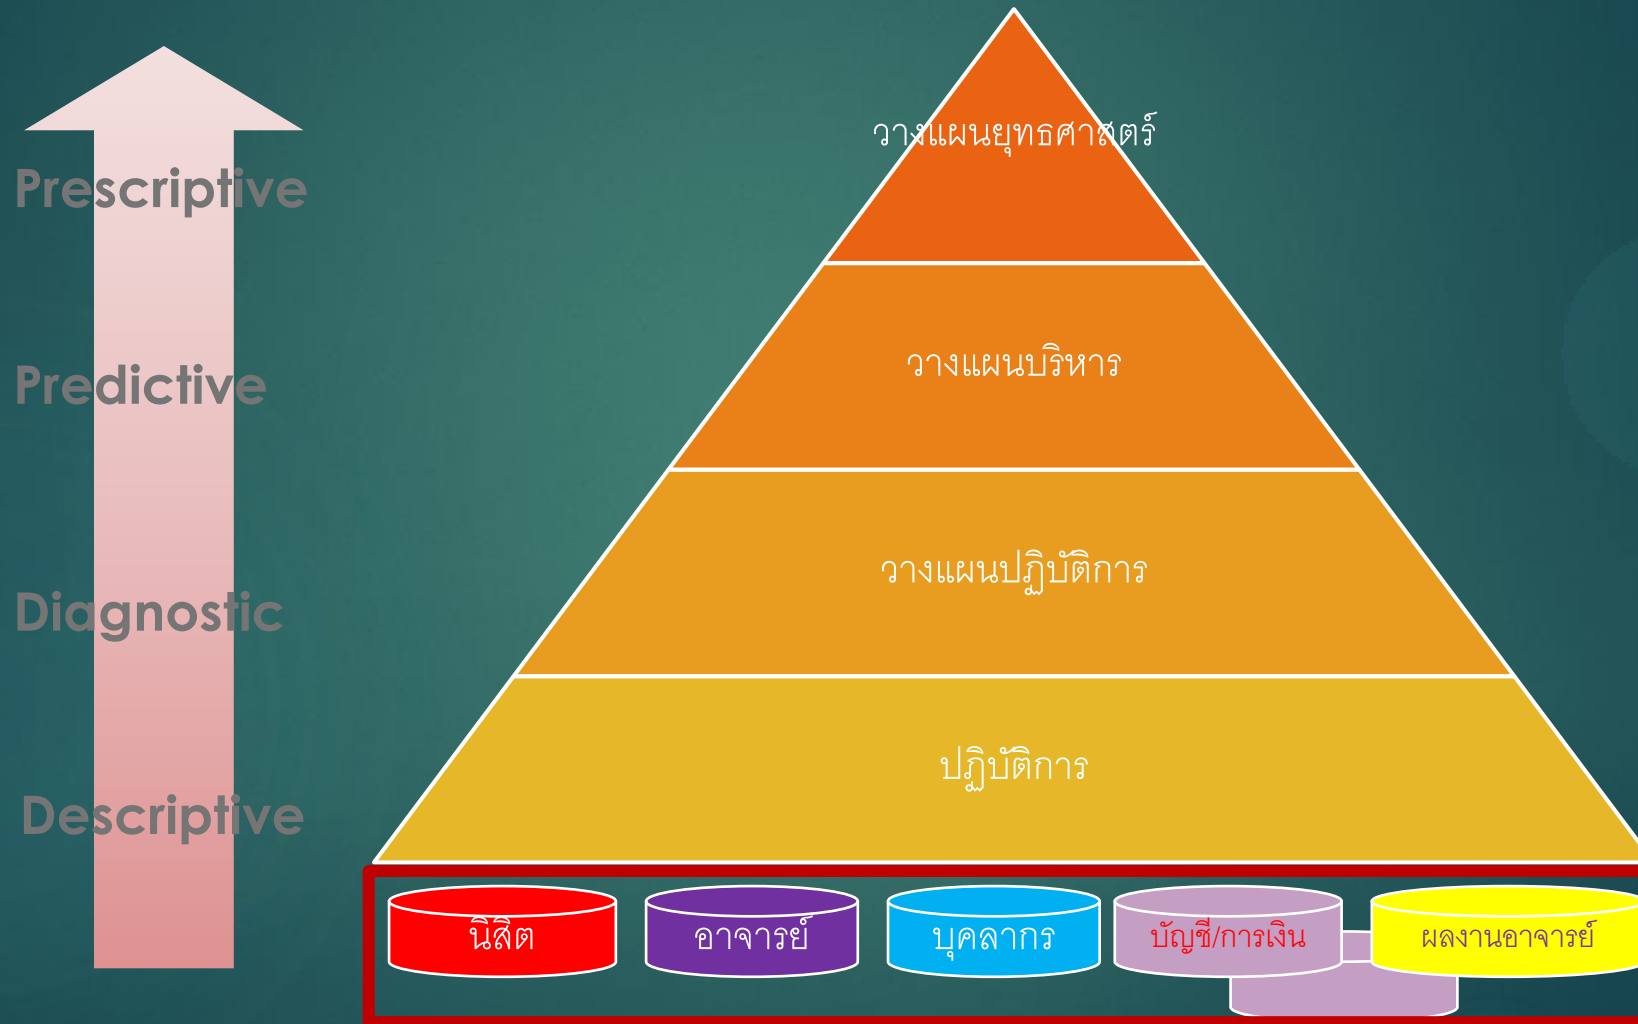 วางแผนยุทธศาสตร์
Prescriptive
วางแผนบริหาร
Predictive
วางแผนปฏิบัติการ
Diagnostic
ปฏิบัติการ
Descriptive
นิสิต
อาจารย์
บุคลากร
บัญชี/การเงิน
ผลงานอาจารย์